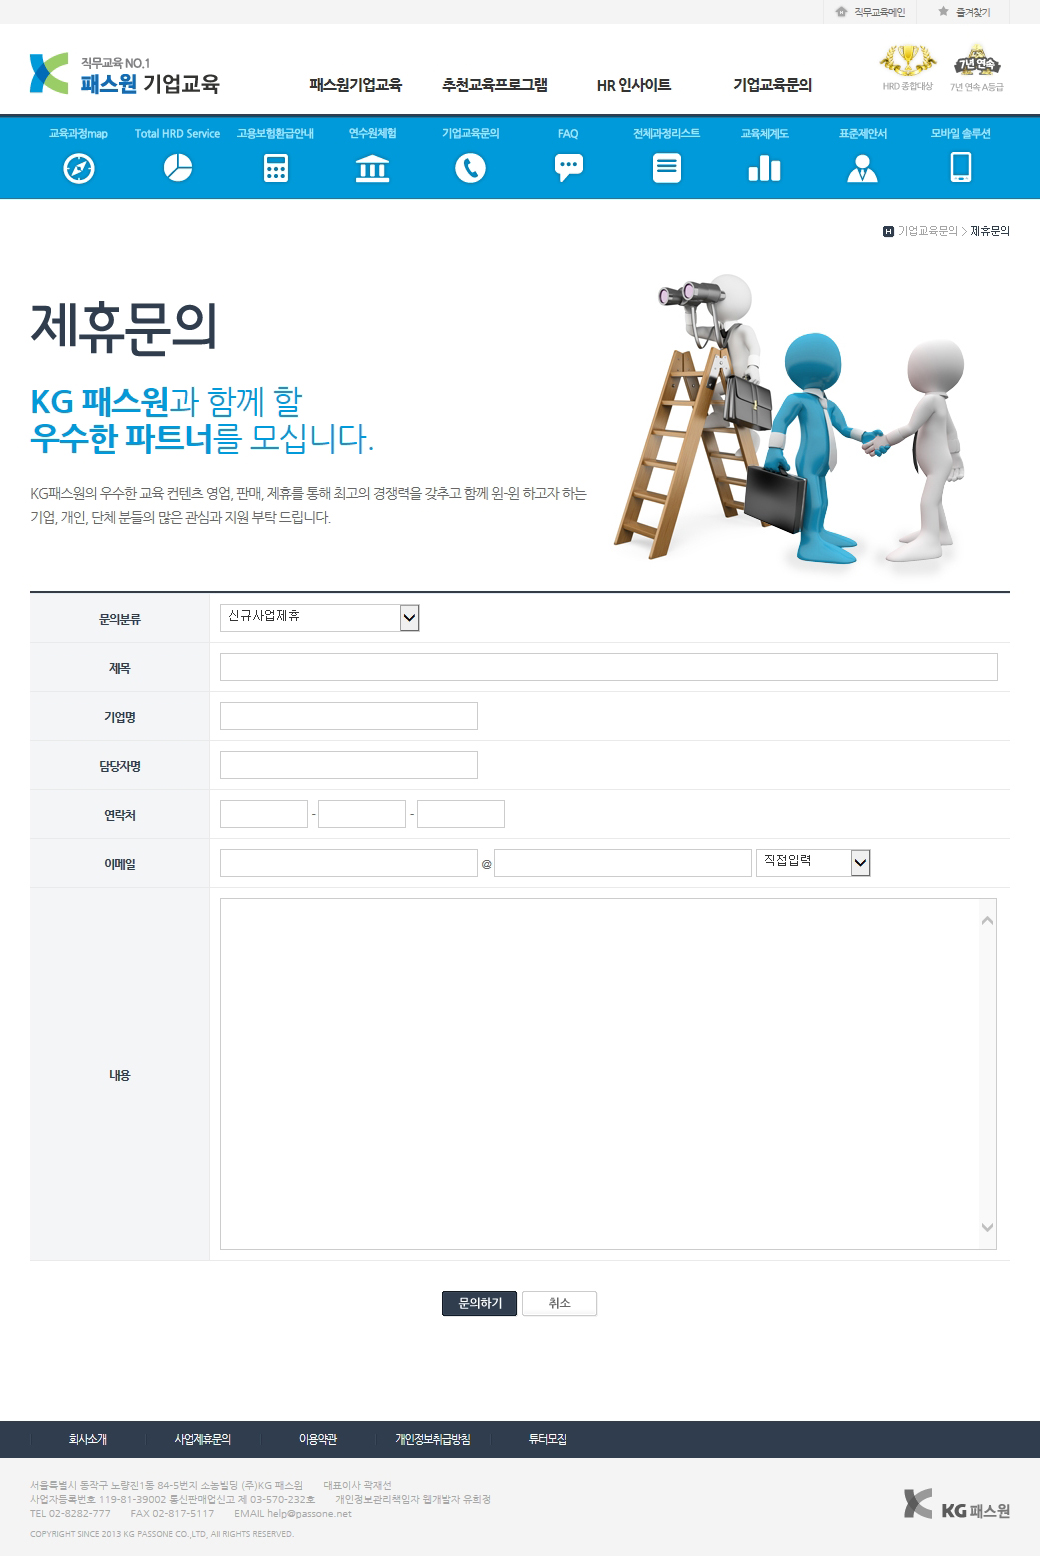 직무교육메인 즐겨찾기
직무교육 NO.1
패스원 기업교육
패스원기업교육 추천교육프로그램 HR 인사이트 기업교육문의
7년 연속
HRD 종합대상 7년 연속 A등급
교육과정map Total HRD Service 고용보험환급안내 연수원체험 기업교육문의 FAQ 전체과정리스트 교육체계도 표준제안서 모바일 솔루션
H 기업교육문의 > 제휴문의
제휴문의
KG 패스원과 함께 할
우수한 파트너를 모십니다.
KG패스원의 우수한 교육 컨텐츠 영업, 판매, 제휴를 통해 최고의 경쟁력을 갖추고 함께 윈-윈 하고자 하는
기업, 개인, 단체 분들의 많은 관심과 지원 부탁 드립니다.
문의분류 신규사업제휴
제목
기업명
담당자명
연락처 - -
이메일 @ 직접입력
내용
문의하기 취소
회사소개 사업제휴문의 이용약관 개인정보취급방침 튜터모집
서울특별시 동작구 노량진1동 84-5번지 소능빌딩 (주)KG 패스원 대표이사 곽재선
사업자등록번호 119-81-39002 통신판매업신고 제 03-570-232호 개인정보관리책임자 웹개발자 유희정
TEL 02-8282-777 FAX 02-817-5117 EMAIL help@passone.net
COPYRIGHT SINCE 2013 KG PASSONE CO.,LTD, All RIGHTS RESERVED.
KG 패스원